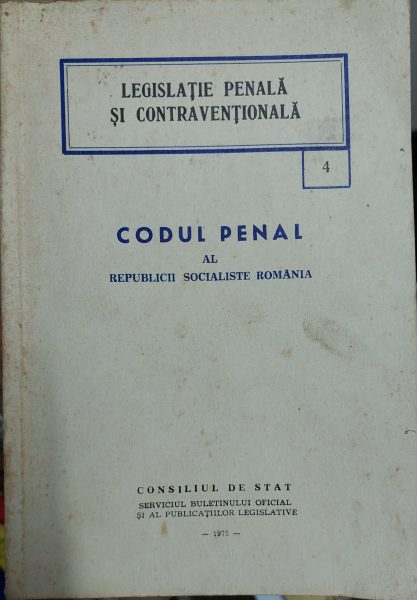 LEGISLAȚIE PENALĂ
ȘI CONTRAVENȚIONALĂ
4
CODUL PENAL
AL
REPUBLICII SOCIALISTE ROMÂNIA
CONSILIUL DE STAT
SERVICIUL BULETINULUI OFICIAL
ȘI AL PUBLICAȚIILOR LEGISLATIVE
— 1975 —